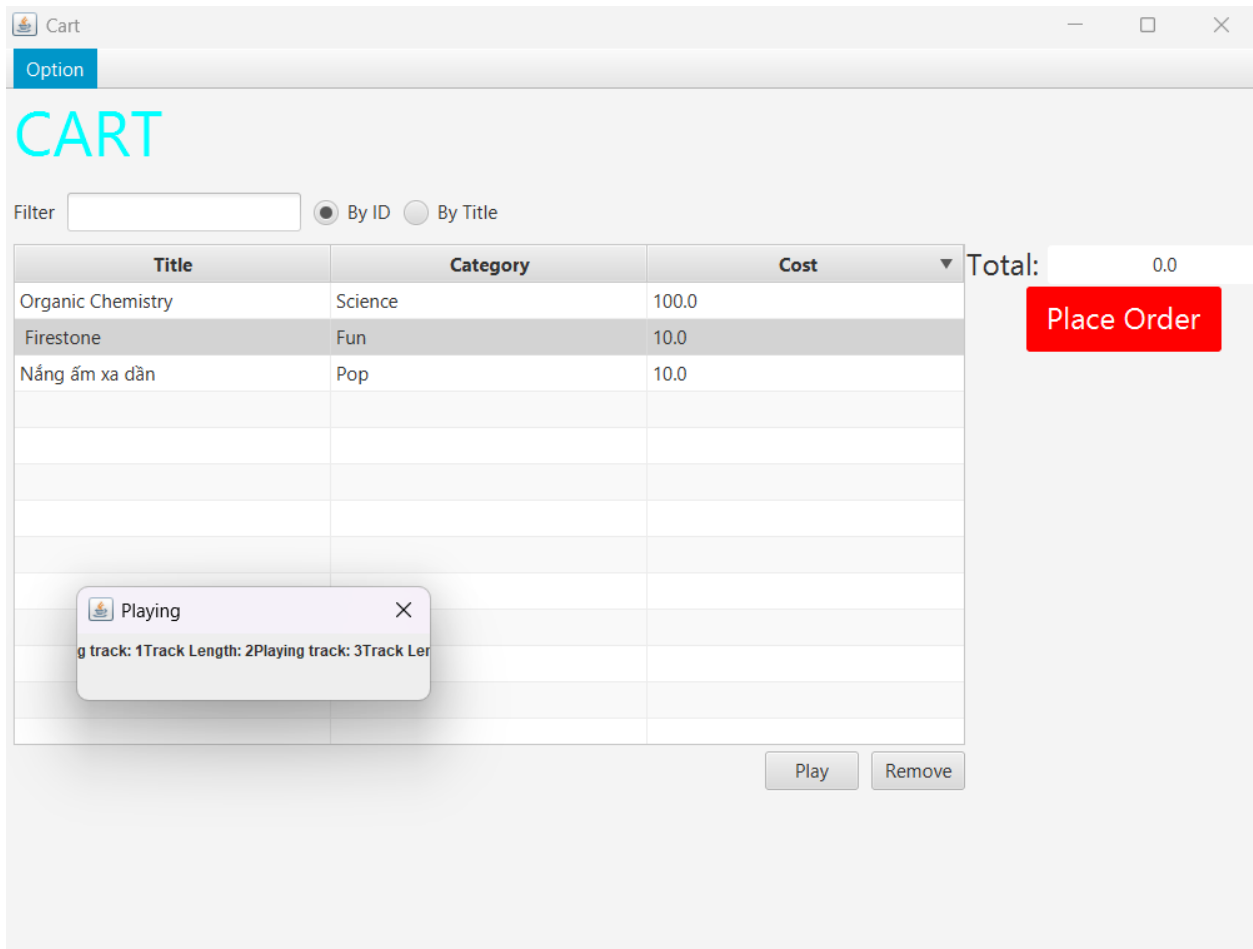 Cart
Option
CART
Filter By ID By Title
Title Category Cost Total: 0.0
Organic Chemistry Science 100.0
Place Order
Firestone Fun 10.0
Nắng ấm xa dần Pop 10.0
Playing
g track: 1Track Length: 2Playing track: 3Track Ler
Play Remove